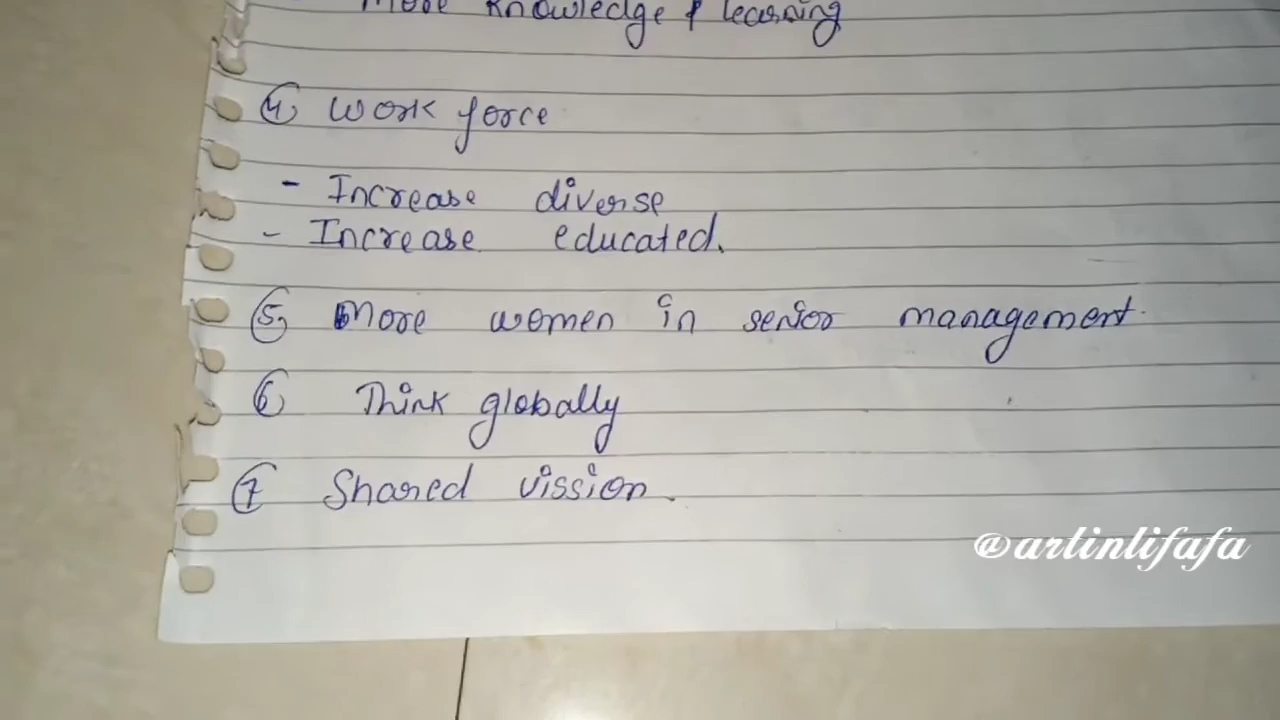 More Knowledge & learning
④ Work force
- Increase diverse
- Increase educated.
⑤ More women in senior management.
⑥ Think globally
⑦ Shared vission.
@artinlifafa